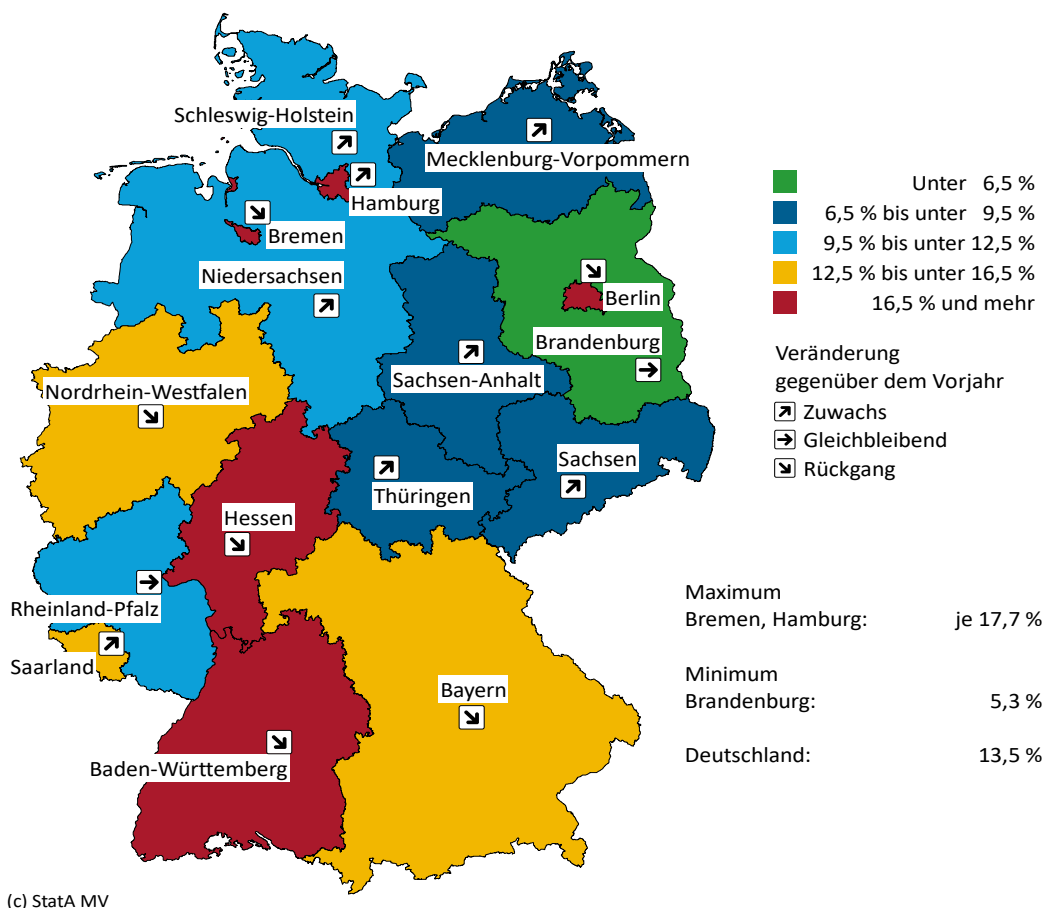 Schleswig-Holstein
Mecklenburg-Vorpommern
Hamburg
Bremen
Niedersachsen
Berlin
Brandenburg
Sachsen-Anhalt
Nordrhein-Westfalen
Sachsen
Thüringen
Hessen
Rheinland-Pfalz
Saarland
Bayern
Baden-Württemberg
Unter 6,5 %
6,5 % bis unter 9,5 %
9,5 % bis unter 12,5 %
12,5 % bis unter 16,5 %
16,5 % und mehr
Veränderung
gegenüber dem Vorjahr
Zuwachs
Gleichbleibend
Rückgang
Maximum
Bremen, Hamburg: je 17,7 %
Minimum
Brandenburg: 5,3 %
Deutschland: 13,5 %
(c) StatA MV